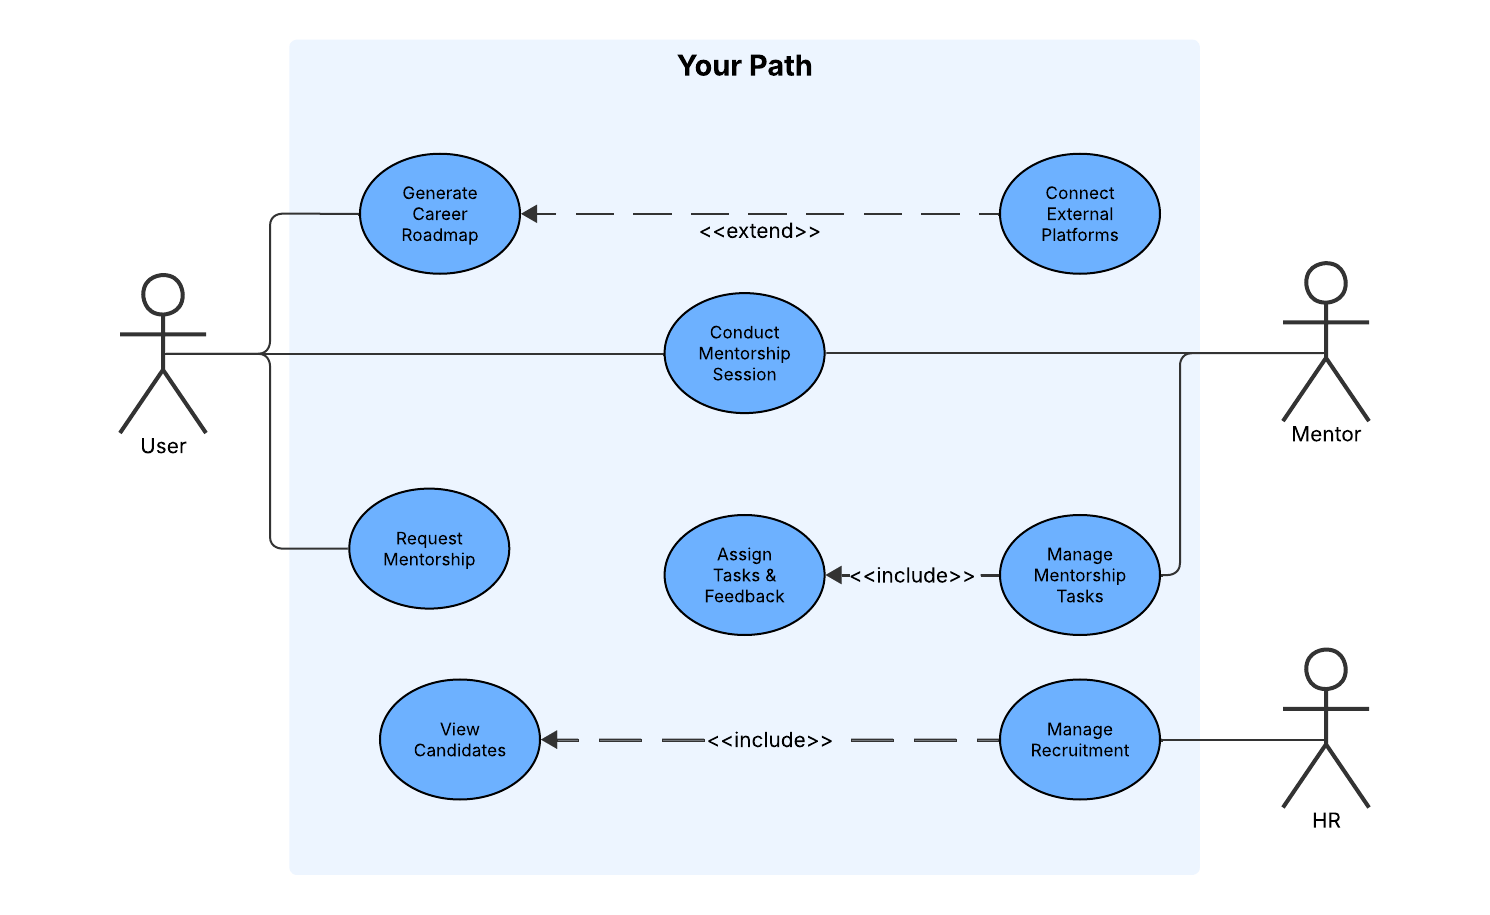 Your Path
Generate
Career
Roadmap
<<extend>>
Connect
External
Platforms
Conduct
Mentorship
Session
User
Mentor
Request
Mentorship
Assign
Tasks &
Feedback
<<include>>
Manage
Mentorship
Tasks
View
Candidates
<<include>>
Manage
Recruitment
HR